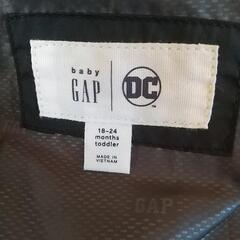 baby
GAP
DC
18-24
months
toddler
MADE IN
VIETNAM
GAP